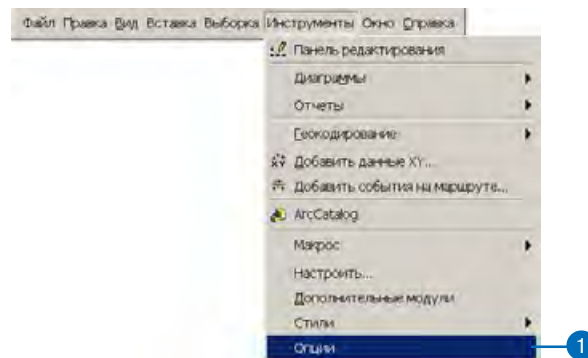 Файл Правка Вид Вставка Выборка Инструменты Окно Справка
Панель редактирования
Диаграммы
Отчеты
Геокодирование
Добавить данные XY...
Добавить события на маршруте...
ArcCatalog
Макрос
Настроить...
Дополнительные модули
Стили
Опции
1